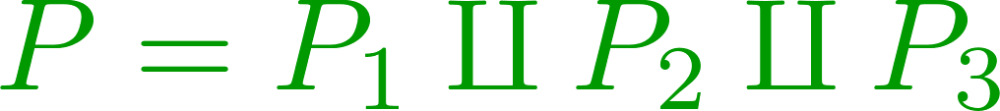 P = P₁ ⨿ P₂ ⨿ P₃